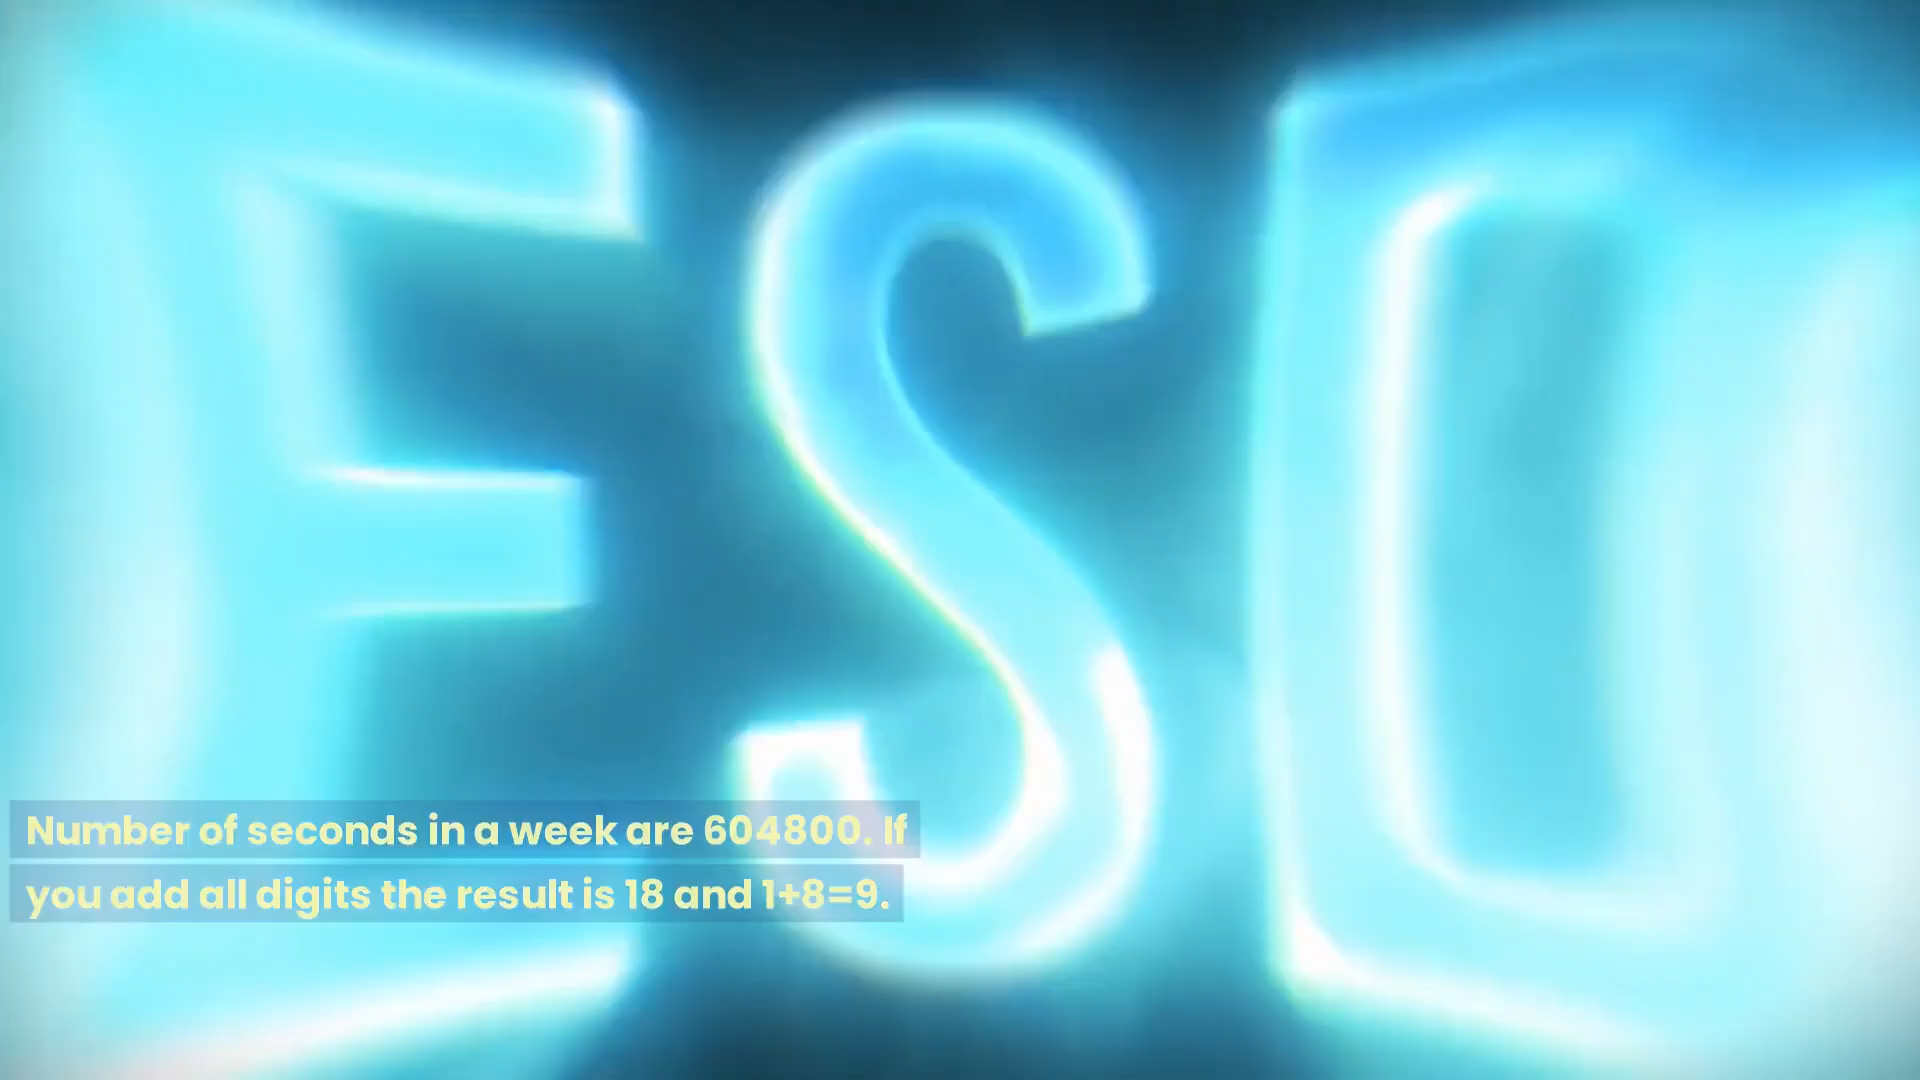 ESO
Number of seconds in a week are 604800. If
you add all digits the result is 18 and 1+8=9.